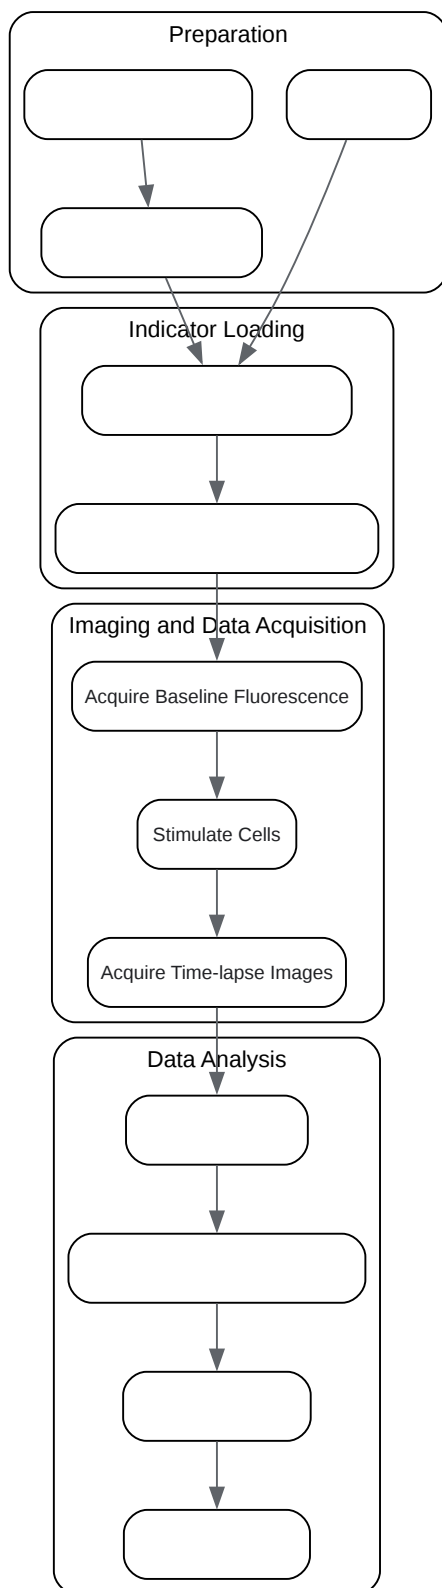 Preparation
Indicator Loading
Imaging and Data Acquisition
Acquire Baseline Fluorescence
Stimulate Cells
Acquire Time-lapse Images
Data Analysis